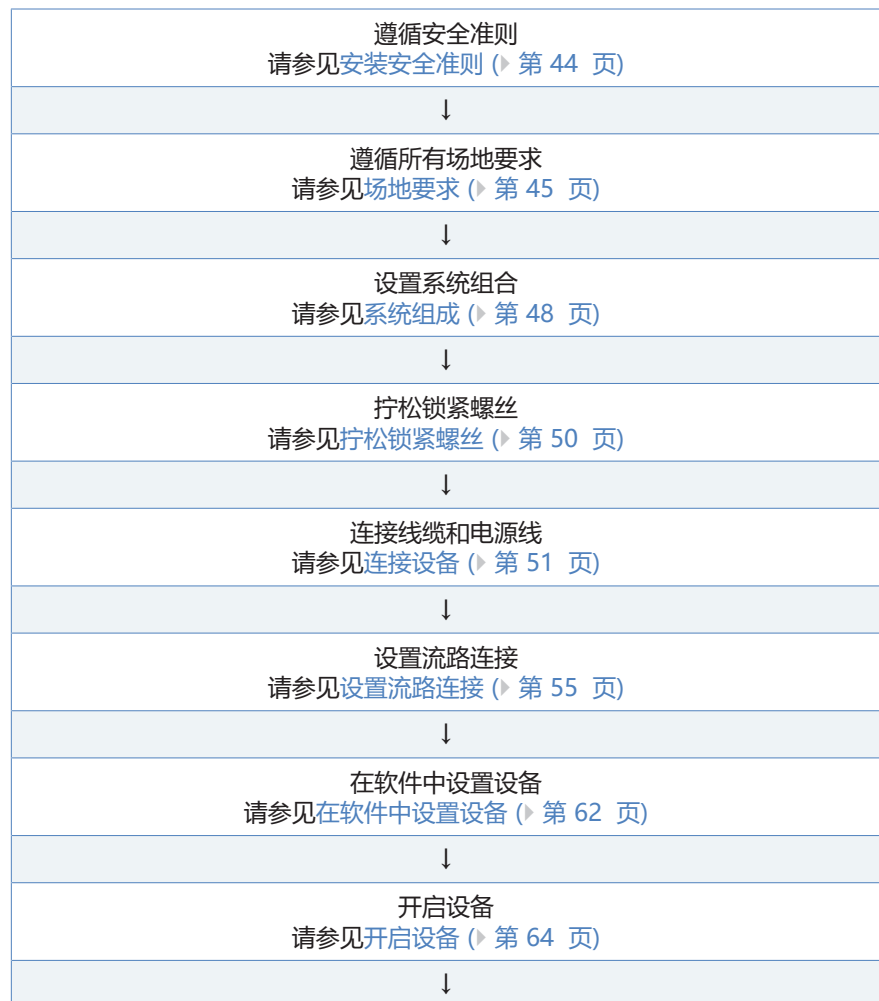 遵循安全准则
请参见安装安全准则 (▶ 第 44 页)
↓
遵循所有场地要求
请参见场地要求 (▶ 第 45 页)
↓
设置系统组合
请参见系统组成 (▶ 第 48 页)
↓
拧松锁紧螺丝
请参见拧松锁紧螺丝 (▶ 第 50 页)
↓
连接线缆和电源线
请参见连接设备 (▶ 第 51 页)
↓
设置流路连接
请参见设置流路连接 (▶ 第 55 页)
↓
在软件中设置设备
请参见在软件中设置设备 (▶ 第 62 页)
↓
开启设备
请参见开启设备 (▶ 第 64 页)
↓